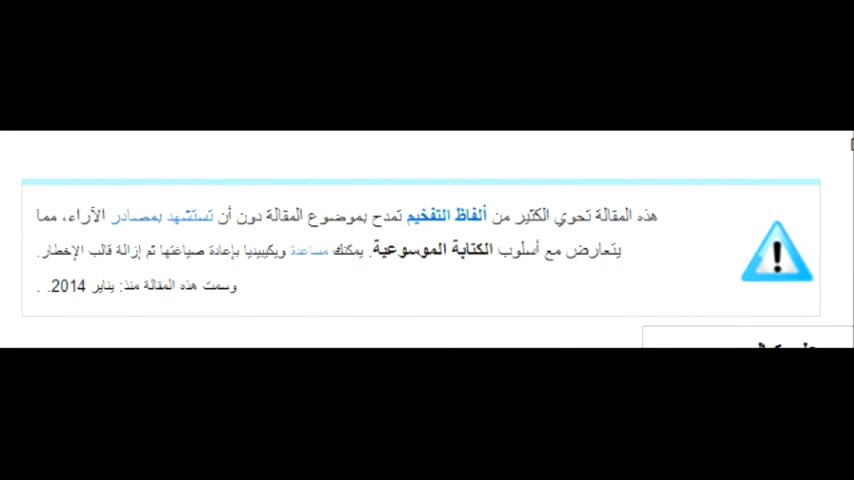 هذه المقالة تحوي الكثير من ألفاظ التفخيم تمدح بموضوع المقالة دون أن تستشهد بمصادر الآراء، مما
يتعارض مع أسلوب الكتابة الموسوعية. يمكنك مساعدة ويكيبيديا بإعادة صياغتها ثم إزالة قالب الإخطار.
وسمت هذه المقالة منذ: يناير 2014. .